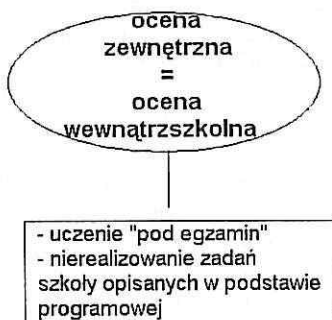 ocena
zewnętrzna
=
ocena
wewnątrzszkolna
- uczenie "pod egzamin"
- nierealizowanie zadań
szkoły opisanych w podstawie
programowej